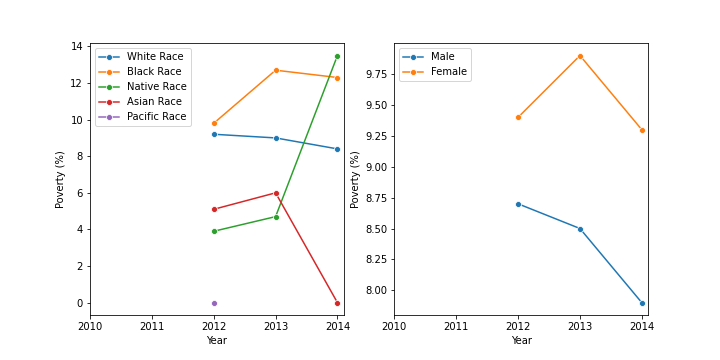 White Race
Black Race
Native Race
Asian Race
Pacific Race
14
12
10
8
6
4
2
0
Poverty (%)
2010 2011 2012 2013 2014
Year
Male
Female
9.75
9.50
9.25
9.00
8.75
8.50
8.25
8.00
Poverty (%)
2010 2011 2012 2013 2014
Year